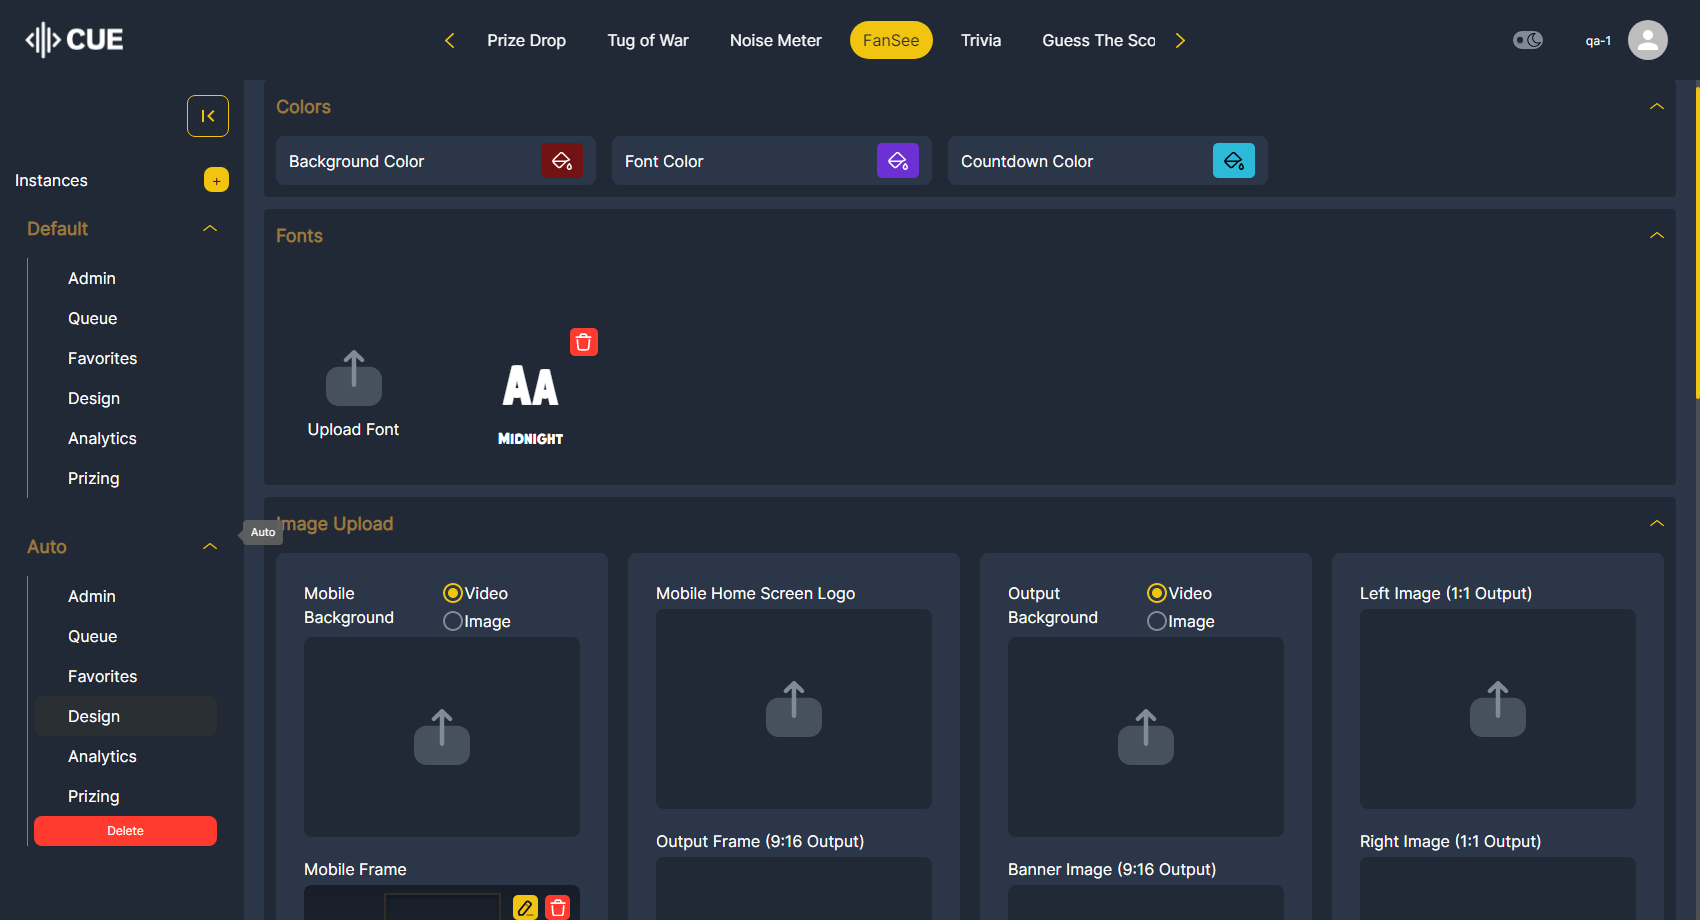 CUE
Prize Drop
Tug of War
Noise Meter
FanSee
Trivia
Guess The Sco
qa-1
Instances
+
Default
Admin
Queue
Favorites
Design
Analytics
Prizing
Auto
Admin
Queue
Favorites
Design
Analytics
Prizing
Delete
Auto
Colors
Background Color
Font Color
Countdown Color
Fonts
Upload Font
AA
MIDNIGHT
Image Upload
Mobile
Background
Video
Image
Mobile Home Screen Logo
Output
Background
Video
Image
Left Image (1:1 Output)
Mobile Frame
Output Frame (9:16 Output)
Banner Image (9:16 Output)
Right Image (1:1 Output)